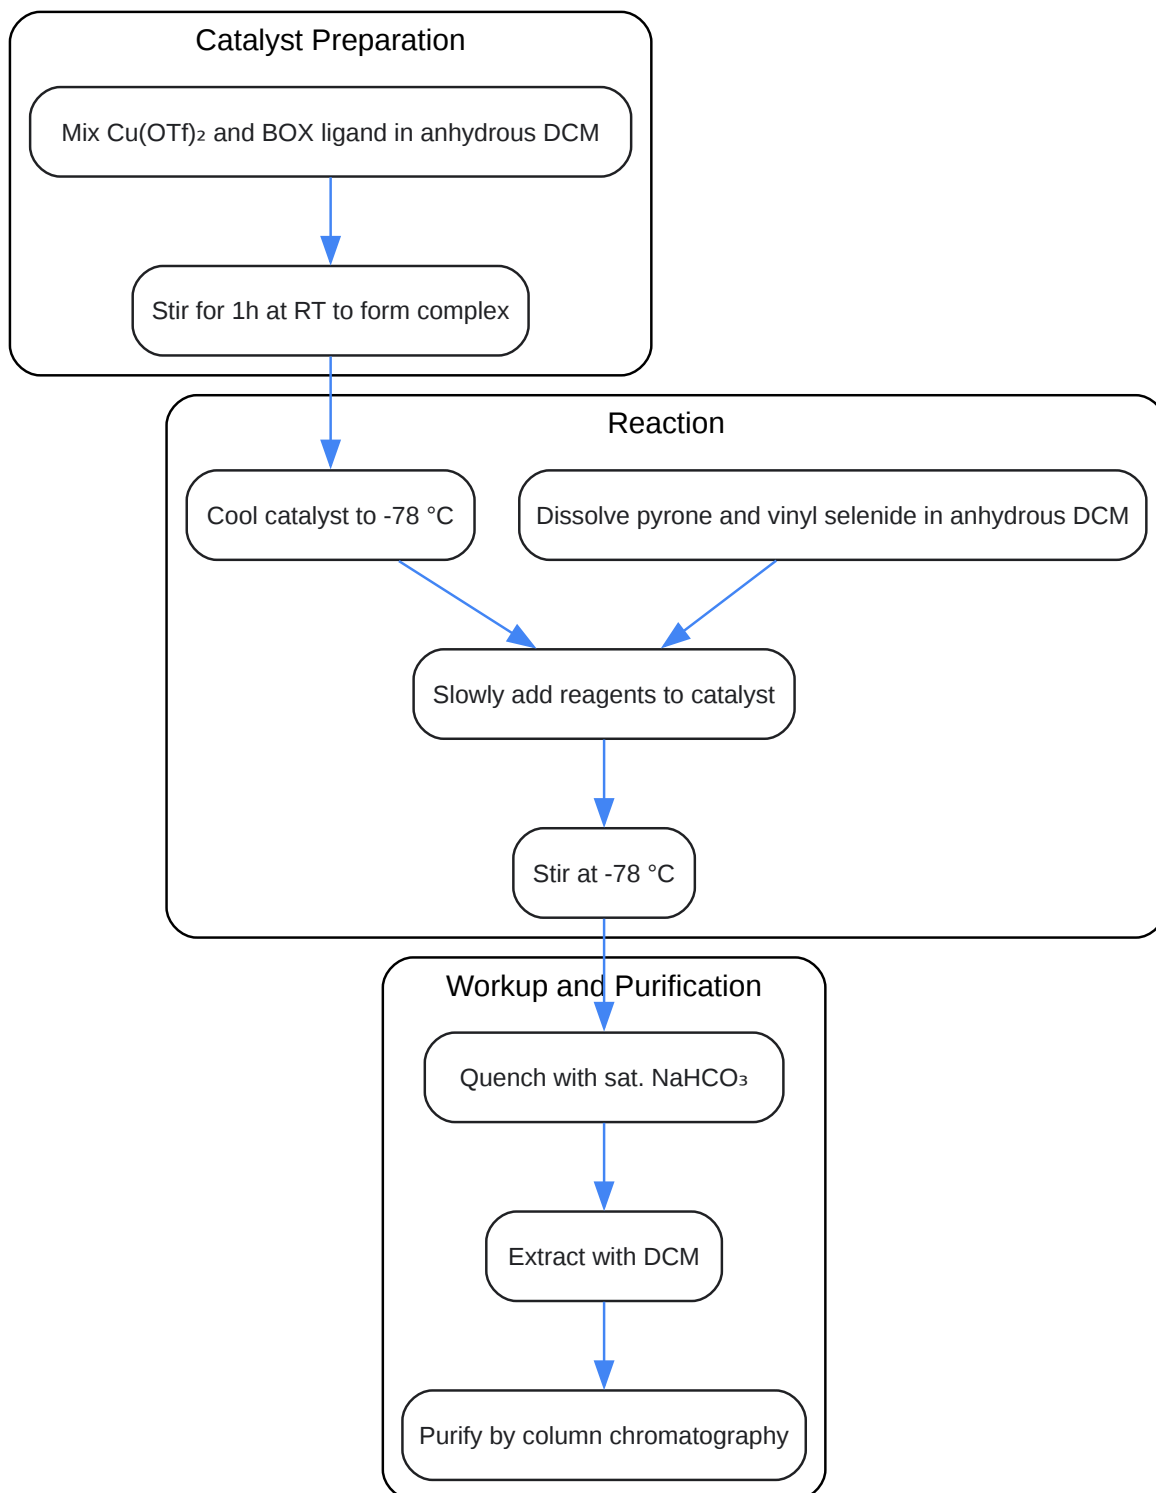 Catalyst Preparation
Mix Cu(OTf)₂ and BOX ligand in anhydrous DCM
Stir for 1h at RT to form complex
Reaction
Cool catalyst to -78 °C
Dissolve pyrone and vinyl selenide in anhydrous DCM
Slowly add reagents to catalyst
Stir at -78 °C
Workup and Purification
Quench with sat. NaHCO₃
Extract with DCM
Purify by column chromatography